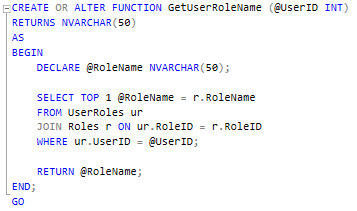 CREATE OR ALTER FUNCTION GetUserRoleName (@UserID INT)
RETURNS NVARCHAR(50)
AS
BEGIN
    DECLARE @RoleName NVARCHAR(50);

    SELECT TOP 1 @RoleName = r.RoleName
    FROM UserRoles ur
    JOIN Roles r ON ur.RoleID = r.RoleID
    WHERE ur.UserID = @UserID;

    RETURN @RoleName;
END;
GO